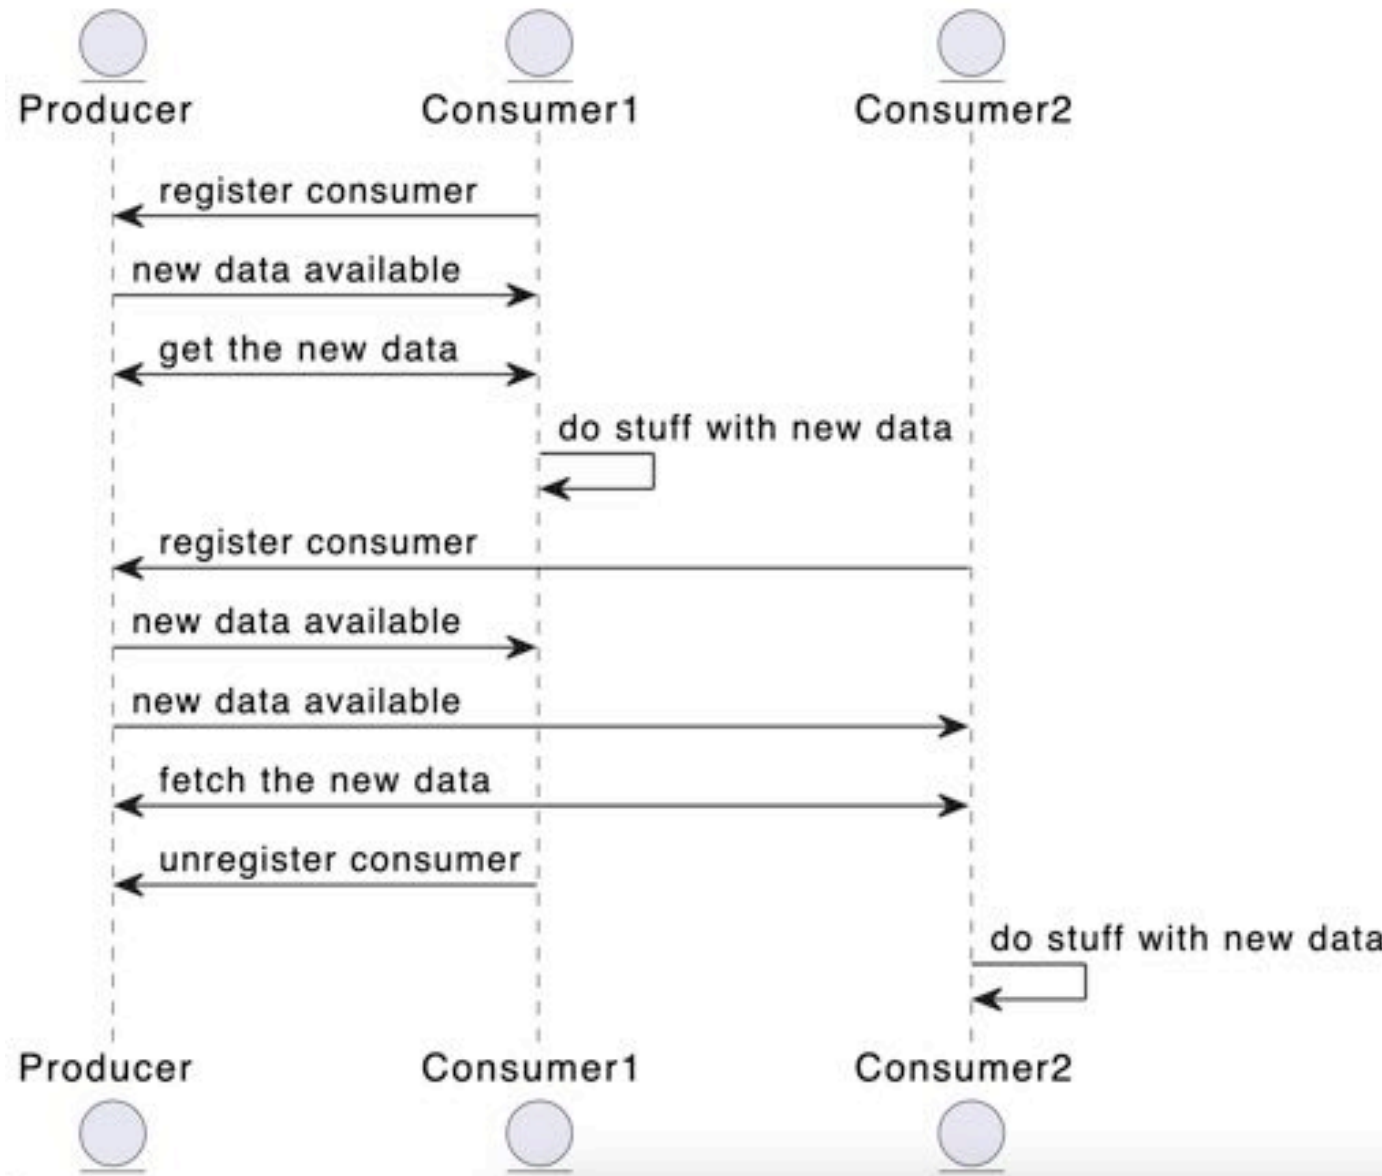 Producer
Consumer1
Consumer2
register consumer
new data available
get the new data
do stuff with new data
register consumer
new data available
new data available
fetch the new data
unregister consumer
do stuff with new data
Producer
Consumer1
Consumer2